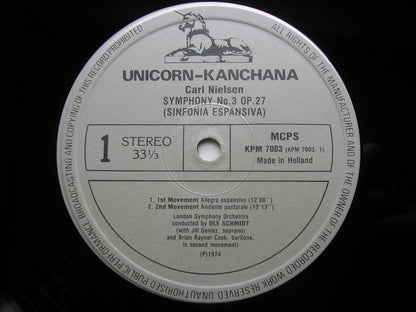 ALL RIGHTS OF THE MANUFACTURER AND OF THE OWNER OF THE RECORDED WORK RESERVED UNAUTHORISED PUBLIC PERFORMANCE BROADCASTING AND COPYING OF THIS RECORD PROHIBITED
UNICORN-KANCHANA
Carl Nielsen
SYMPHONY No.3 OP.27
(SINFONIA ESPANSIVA)
1 STEREO
33⅓
MCPS
KPM 7003 (KPM 7003. 1)
Made in Holland
1. 1st Movement Allegro espansivo (12'06")
2. 2nd Movement Andante pastorale (10'13")
London Symphony Orchestra
conducted by OLE SCHMIDT
(with Jill Gomez, soprano)
and Brian Rayner Cook, baritone,
in second movement)
(P)1974